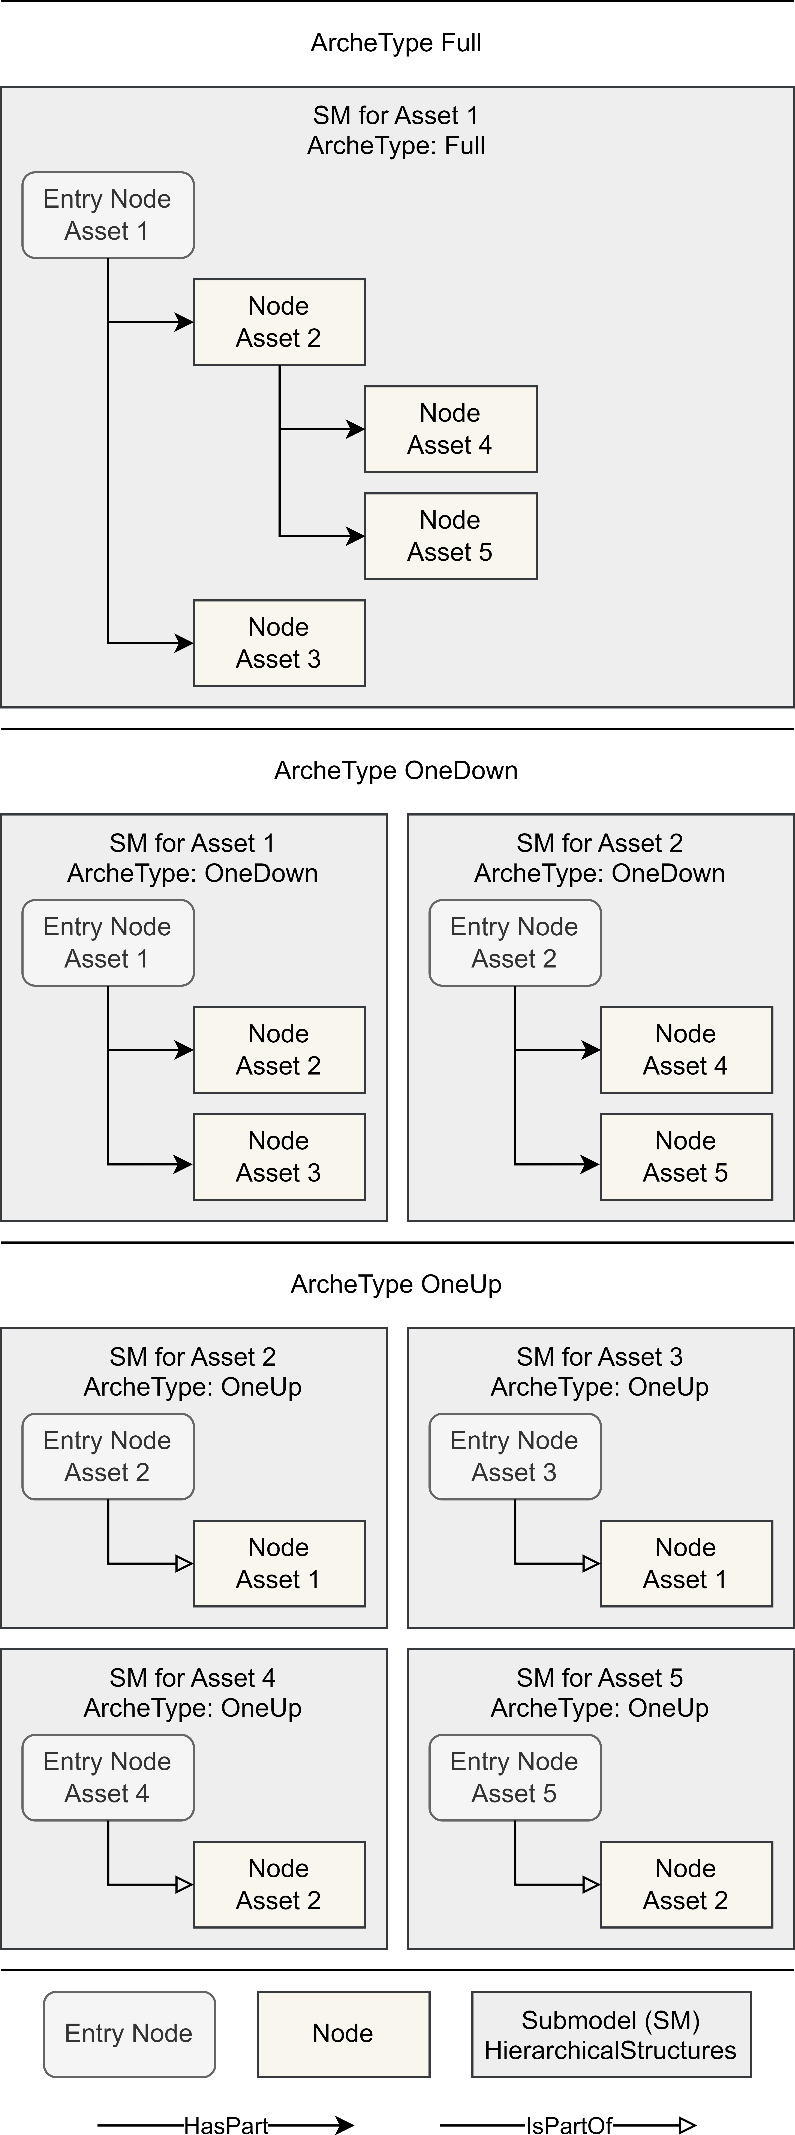 ArcheType Full
SM for Asset 1
ArcheType: Full
Entry Node
Asset 1
Node
Asset 2
Node
Asset 4
Node
Asset 5
Node
Asset 3
ArcheType OneDown
SM for Asset 1
ArcheType: OneDown
Entry Node
Asset 1
Node
Asset 2
Node
Asset 3
SM for Asset 2
ArcheType: OneDown
Entry Node
Asset 2
Node
Asset 4
Node
Asset 5
ArcheType OneUp
SM for Asset 2
ArcheType: OneUp
Entry Node
Asset 2
Node
Asset 1
SM for Asset 3
ArcheType: OneUp
Entry Node
Asset 3
Node
Asset 1
SM for Asset 4
ArcheType: OneUp
Entry Node
Asset 4
Node
Asset 2
SM for Asset 5
ArcheType: OneUp
Entry Node
Asset 5
Node
Asset 2
Entry Node
Node
Submodel (SM)
HierarchicalStructures
HasPart
IsPartOf